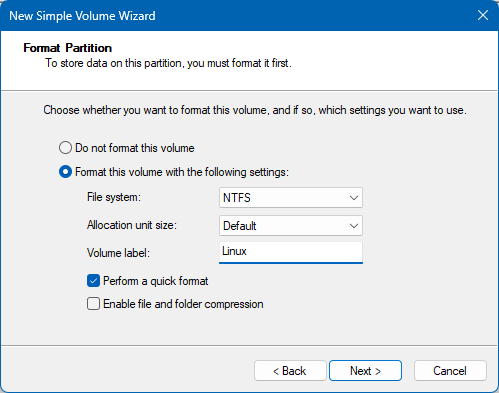 New Simple Volume Wizard
Format Partition
To store data on this partition, you must format it first.
Choose whether you want to format this volume, and if so, which settings you want to use.
Do not format this volume
Format this volume with the following settings:
File system: NTFS
Allocation unit size: Default
Volume label: Linux
Perform a quick format
Enable file and folder compression
< Back Next > Cancel